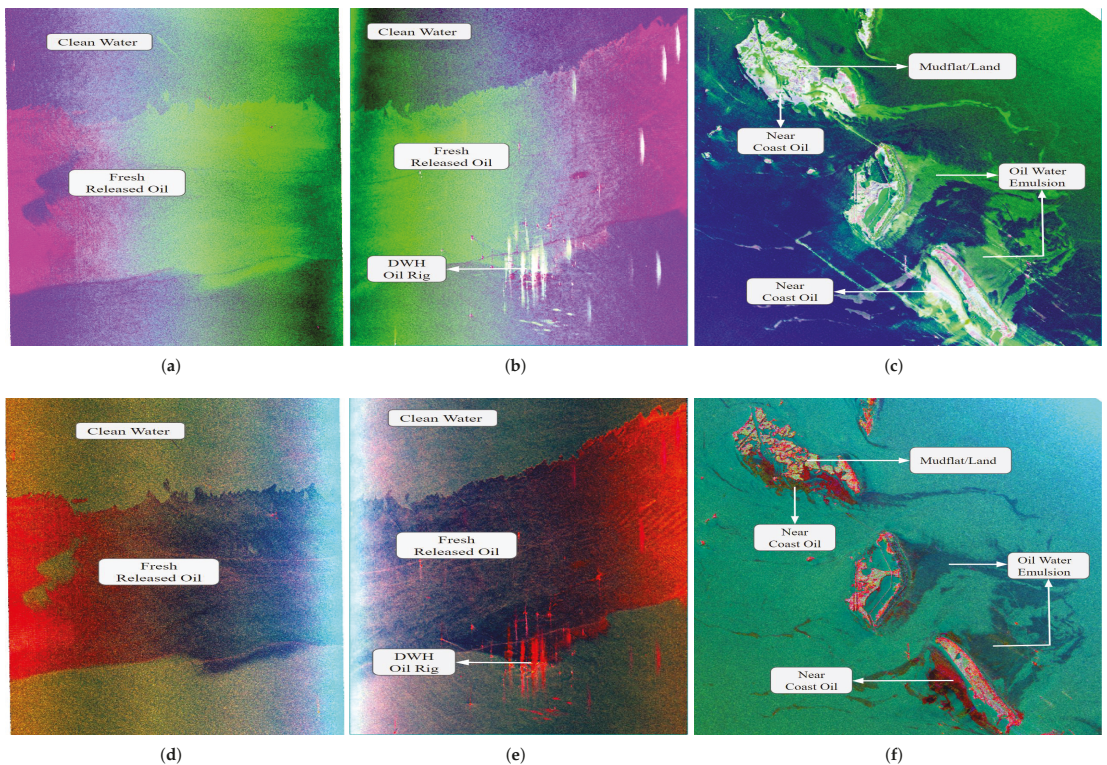 Clean Water
Fresh
Released Oil
(a)
Clean Water
Fresh
Released Oil
DWH
Oil Rig
(b)
Mudflat/Land
Near
Coast Oil
Oil Water
Emulsion
Near
Coast Oil
(c)
Clean Water
Fresh
Released Oil
(d)
Clean Water
Fresh
Released Oil
DWH
Oil Rig
(e)
Mudflat/Land
Near
Coast Oil
Oil Water
Emulsion
Near
Coast Oil
(f)